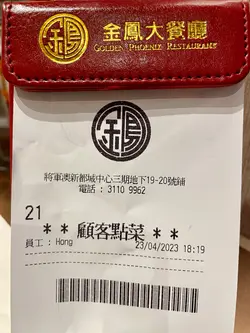 金鳳大餐廳
GOLDEN PHOENIX RESTAURANT
將軍澳新都城中心三期地下19-20號鋪
電話 : 3110 9962
21
** 顧客點菜 **
員工 : Hong
23/04/2023 18:19